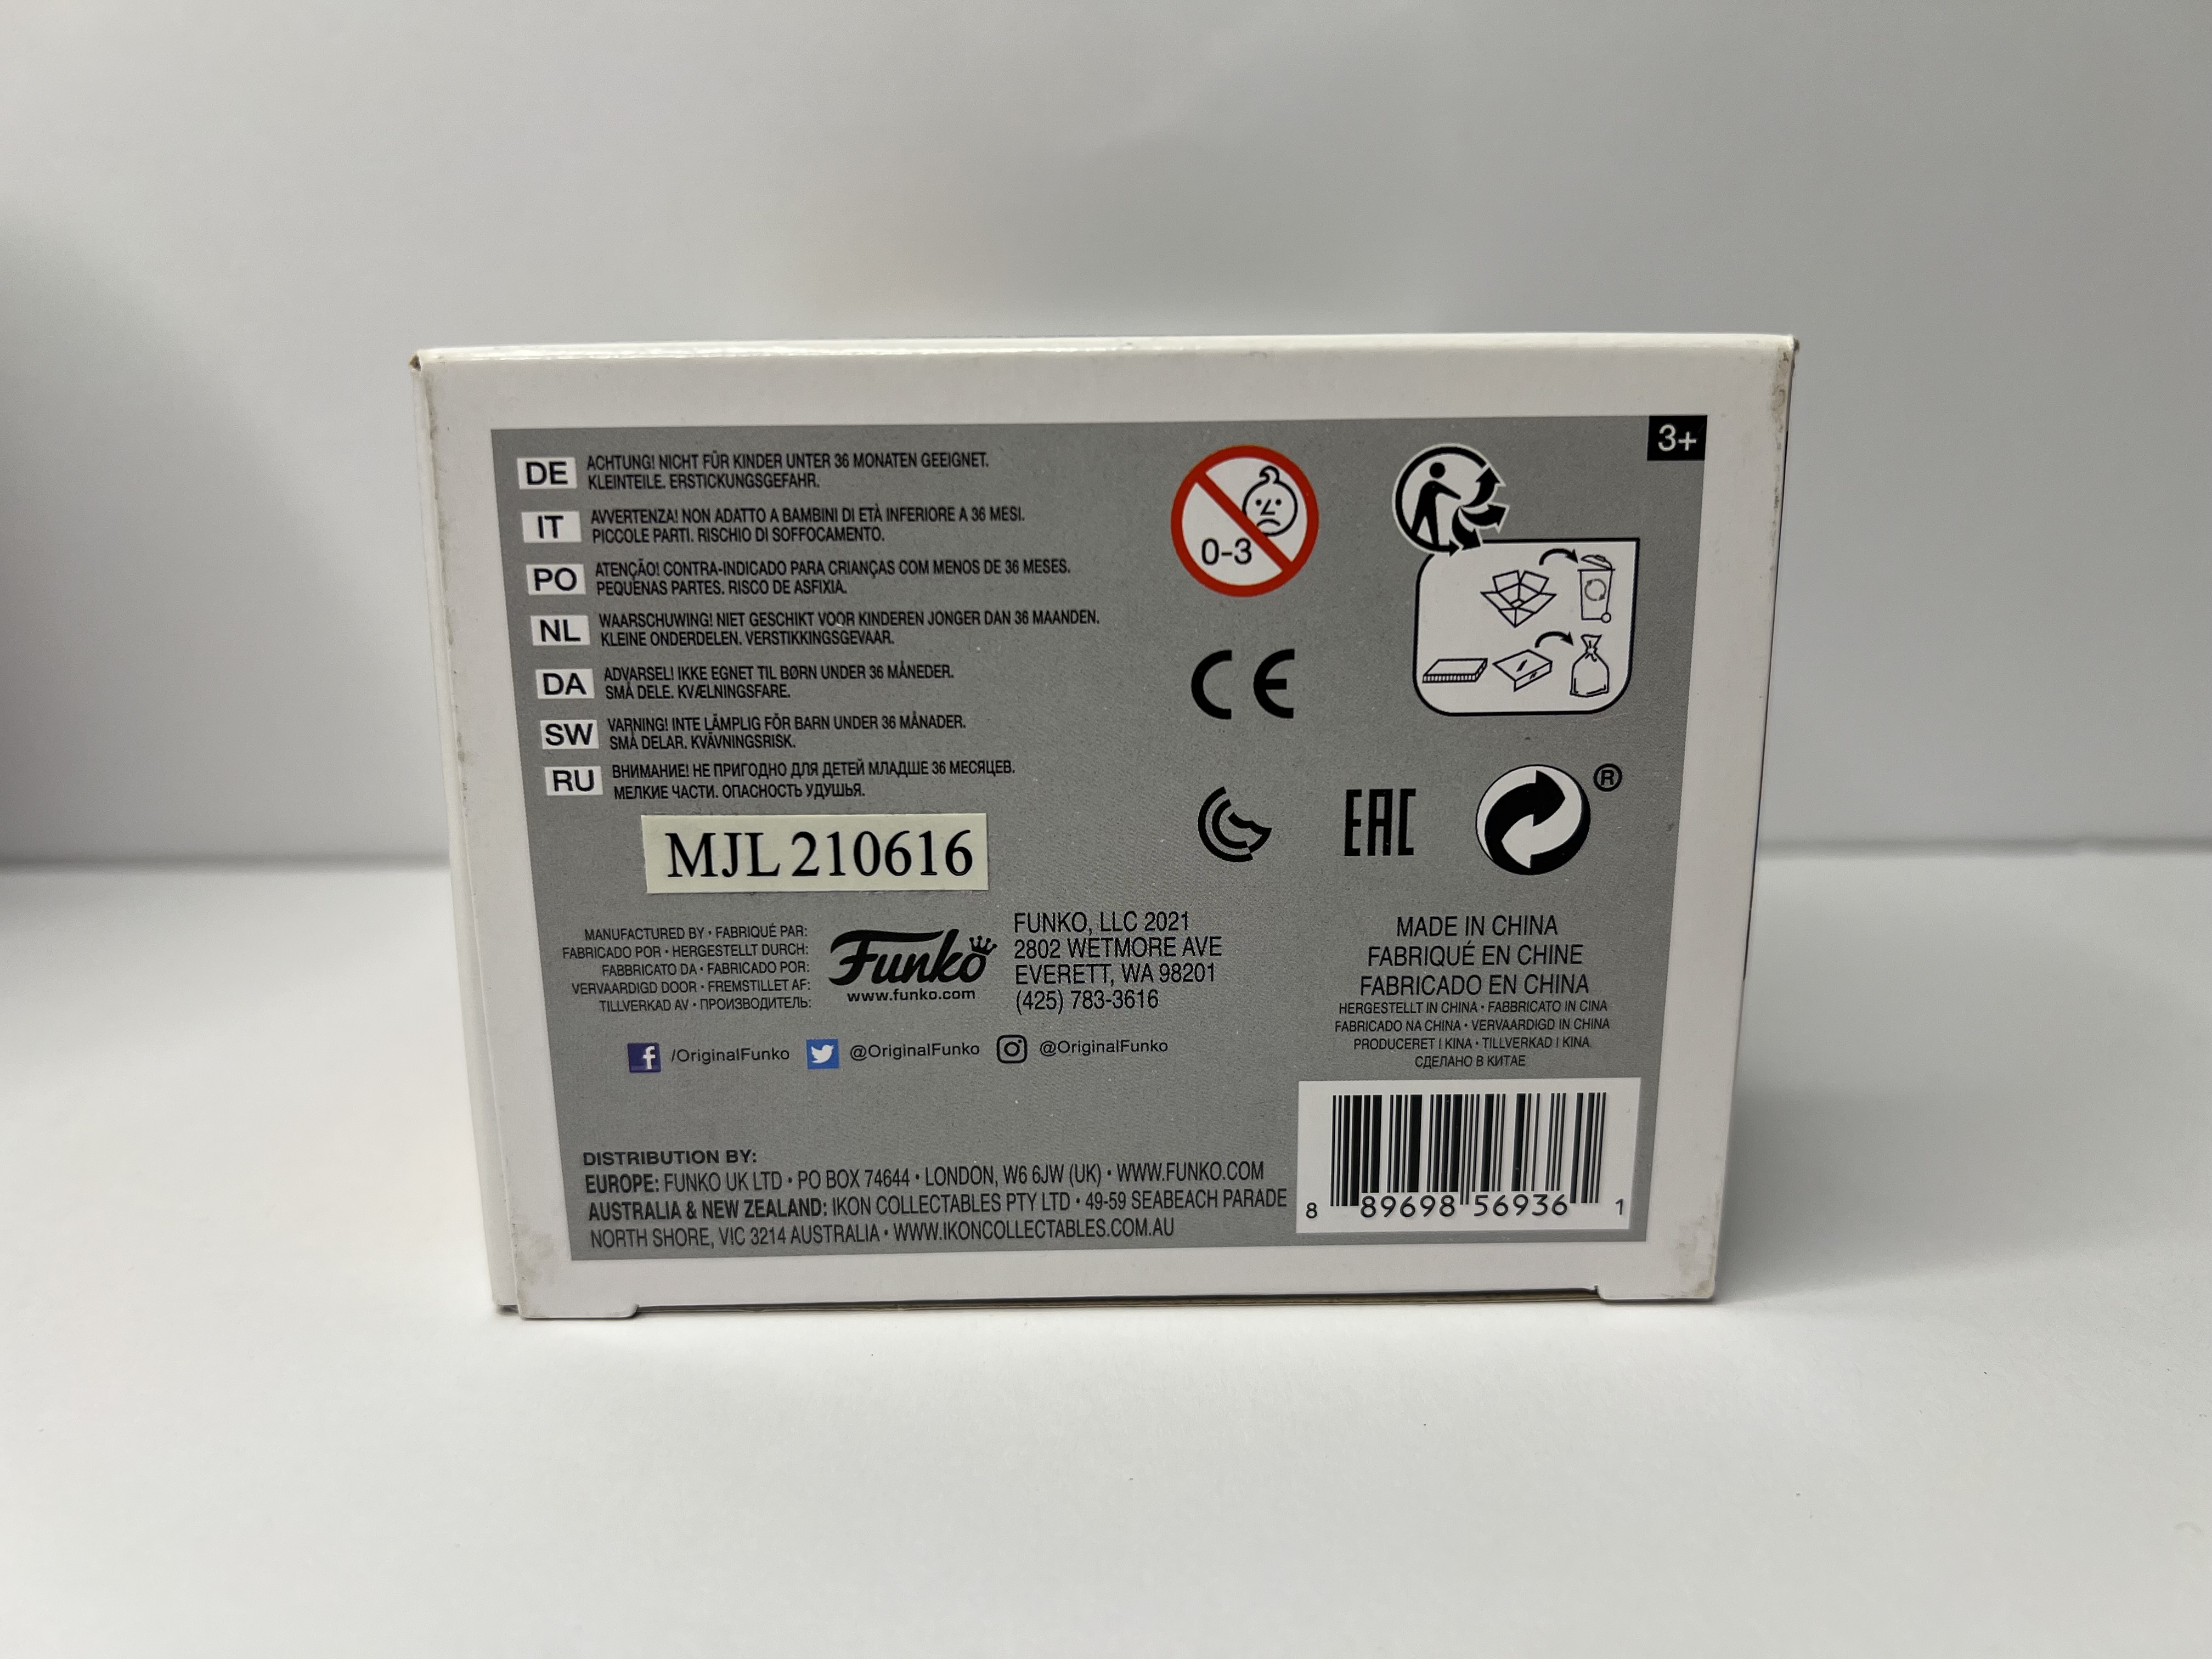 3+
DE
ACHTUNG! NICHT FÜR KINDER UNTER 36 MONATEN GEEIGNET.
KLEINTEILE. ERSTICKUNGSGEFAHR.
IT
AVVERTENZA! NON ADATTO A BAMBINI DI ETÀ INFERIORE A 36 MESI.
PICCOLE PARTI. RISCHIO DI SOFFOCAMENTO.
PO
ATENÇÃO! CONTRA-INDICADO PARA CRIANÇAS COM MENOS DE 36 MESES.
PEQUENAS PARTES. RISCO DE ASFIXIA.
NL
WAARSCHUWING! NIET GESCHIKT VOOR KINDEREN JONGER DAN 36 MAANDEN.
KLEINE ONDERDELEN. VERSTIKKINGSGEVAAR.
DA
ADVARSEL! IKKE EGNET TIL BØRN UNDER 36 MÅNEDER.
SMÅ DELE. KVÆLNINGSFARE.
SW
VARNING! INTE LÄMPLIG FÖR BARN UNDER 36 MÅNADER.
SMÅ DELAR. KVÄVNINGSRISK.
RU
ВНИМАНИЕ! НЕ ПРИГОДНО ДЛЯ ДЕТЕЙ МЛАДШЕ 36 МЕСЯЦЕВ.
МЕЛКИЕ ЧАСТИ. ОПАСНОСТЬ УДУШЬЯ.
0-3
CE
EAC
®
MJL 210616
MANUFACTURED BY • FABRIQUÉ PAR:
FABRICADO POR • HERGESTELLT DURCH:
FABBRICATO DA • FABRICADO POR:
VERVAARDIGD DOOR • FREMSTILLET AF:
TILLVERKAD AV • ПРОИЗВОДИТЕЛЬ:
Funko
www.funko.com
FUNKO, LLC 2021
2802 WETMORE AVE
EVERETT, WA 98201
(425) 783-3616
MADE IN CHINA
FABRIQUÉ EN CHINE
FABRICADO EN CHINA
HERGESTELLT IN CHINA • FABBRICATO IN CINA
FABRICADO NA CHINA • VERVAARDIGD IN CHINA
PRODUCERET I KINA • TILLVERKAD I KINA
СДЕЛАНО В КИТАЕ
/OriginalFunko @OriginalFunko @OriginalFunko
DISTRIBUTION BY:
EUROPE: FUNKO UK LTD • PO BOX 74644 • LONDON, W6 6JW (UK) • WWW.FUNKO.COM
AUSTRALIA & NEW ZEALAND: IKON COLLECTABLES PTY LTD • 49-59 SEABEACH PARADE
NORTH SHORE, VIC 3214 AUSTRALIA • WWW.IKONCOLLECTABLES.COM.AU
8 89698 56936 1